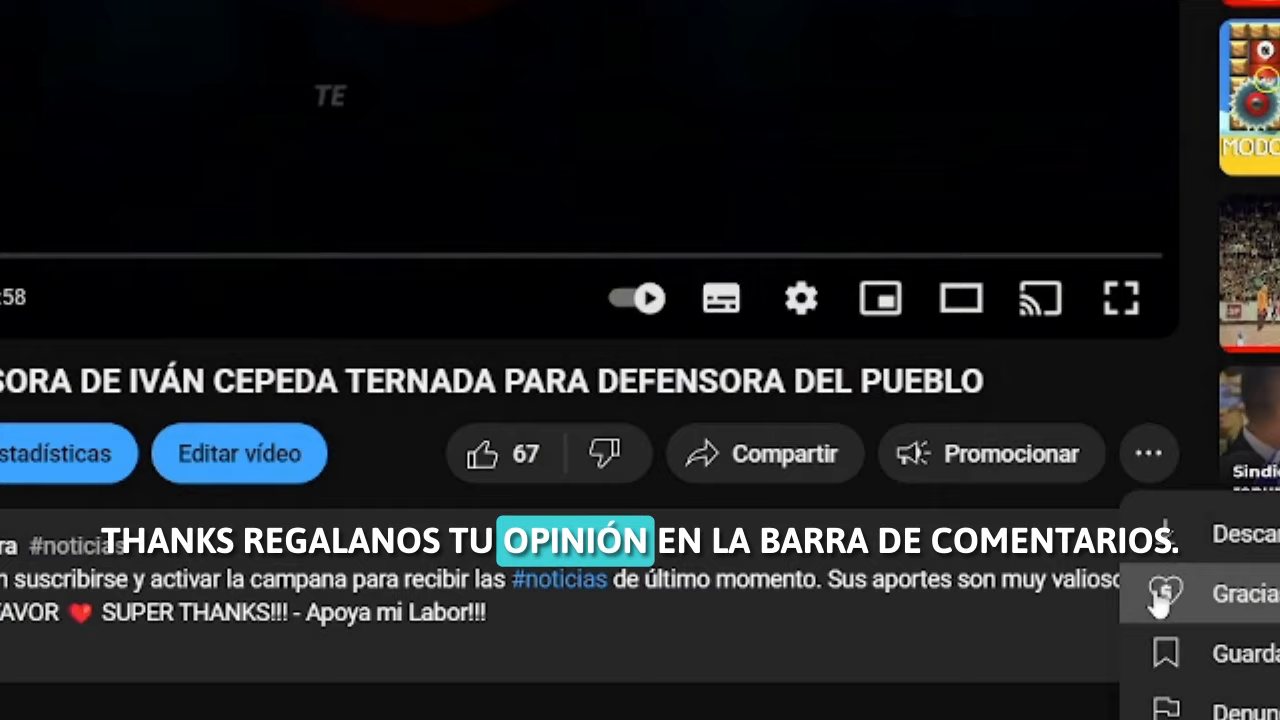 TE
:58
SORA DE IVÁN CEPEDA TERNADA PARA DEFENSORA DEL PUEBLO
stadísticas
Editar vídeo
67
Compartir
Promocionar
ra #noticias
THANKS REGALANOS TU OPINIÓN EN LA BARRA DE COMENTARIOS.
n suscribirse y activar la campana para recibir las #noticias de último momento. Sus aportes son muy valioso
FAVOR ❤️ SUPER THANKS!!! - Apoya mi Labor!!!
Descar
Gracia
Guarda
Denun
MODO
Sindic